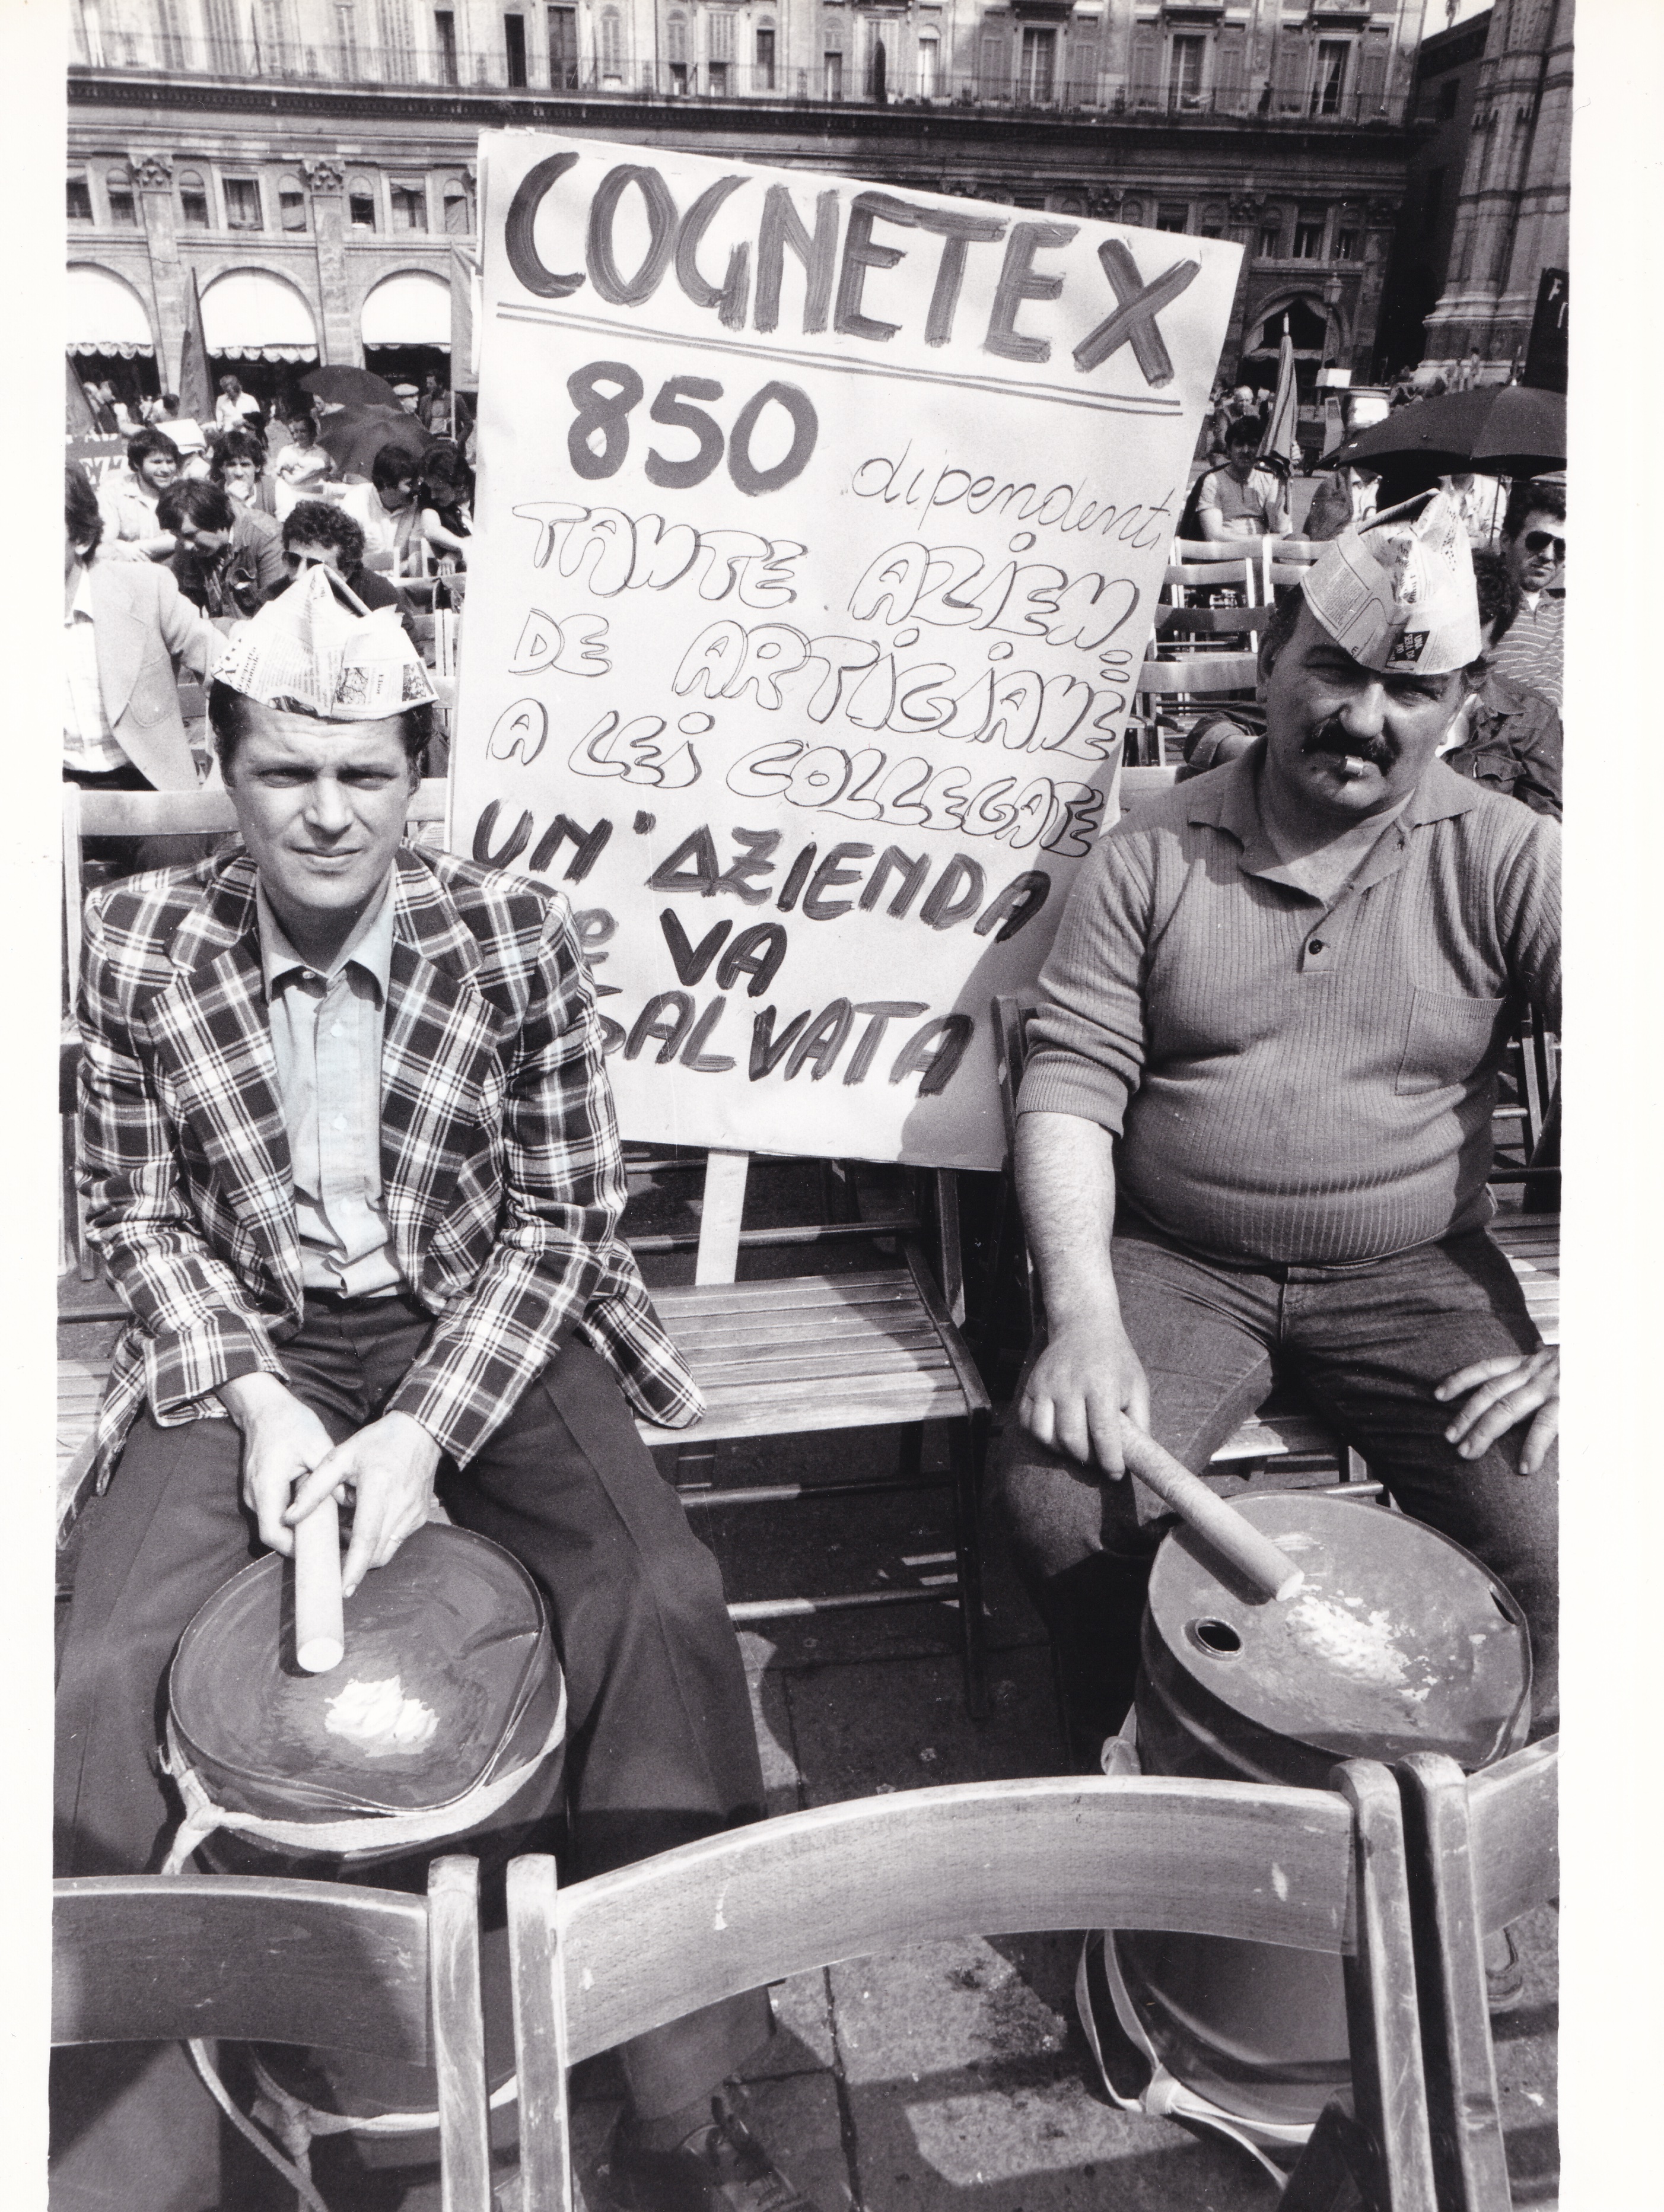 COGNETEX
850 dipendenti
TANTE AZIEN=
DE ARTIGIANE
A LEI COLLEGATE
UN'AZIENDA
e VA
SALVATA